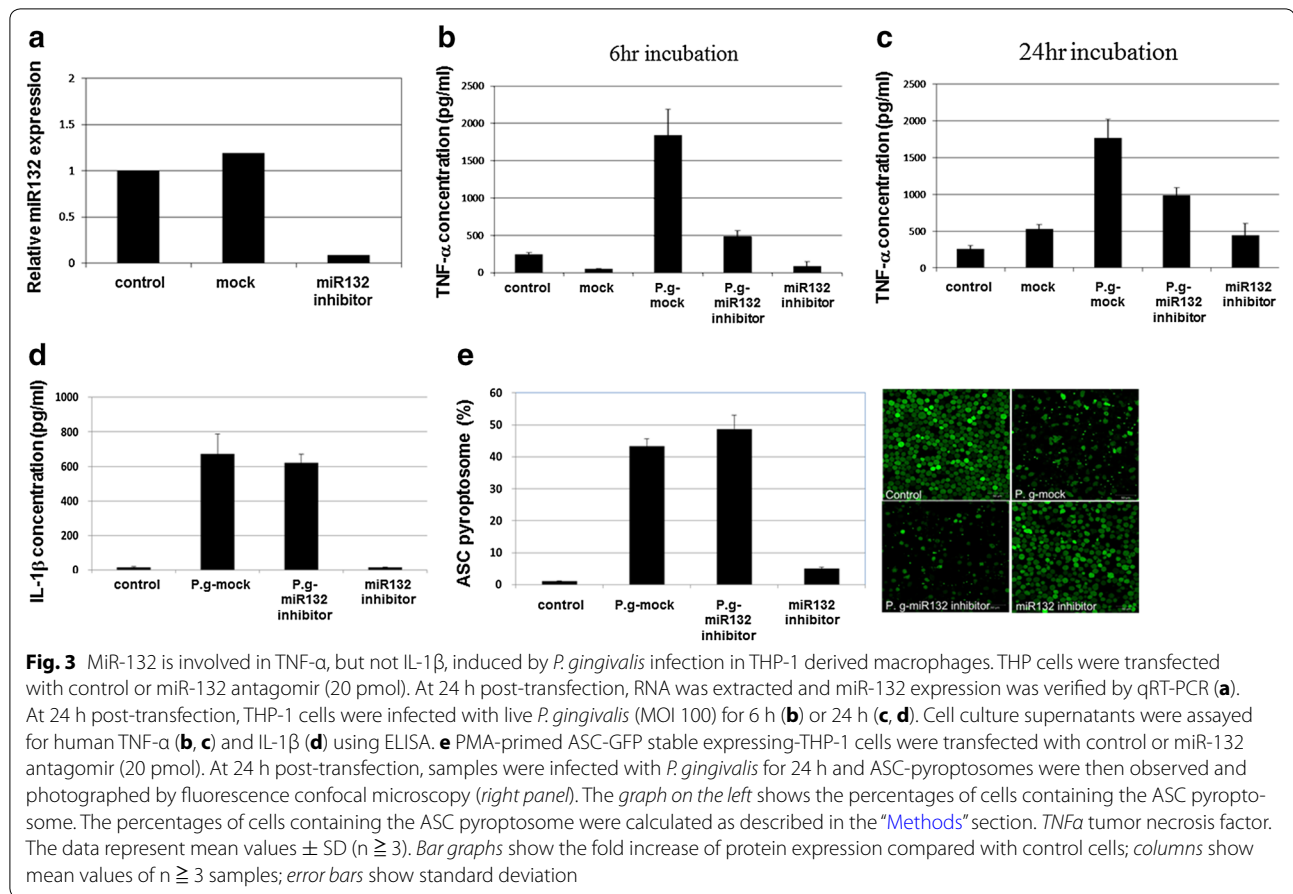 a
Relative miR132 expression
2
1.5
1
0.5
0
control
mock
miR132
inhibitor
b
6hr incubation
TNF-α concentration (pg/ml)
2500
2000
1500
1000
500
0
control
mock
P.g-
mock
P.g-
miR132
inhibitor
miR132
inhibitor
c
24hr incubation
TNF-α concentration (pg/ml)
2500
2000
1500
1000
500
0
control
mock
P.g-
mock
P.g-
miR132
inhibitor
miR132
inhibitor
d
IL-1β concentration (pg/ml)
1000
800
600
400
200
0
control
P.g-mock
P.g-
miR132
inhibitor
miR132
inhibitor
e
ASC pyroptosome (%)
60
50
40
30
20
10
0
control
P.g-mock
P.g-
miR132
inhibitor
miR132
inhibitor
Control
P. g-mock
P. g-miR132 inhibitor
miR132 inhibitor
Fig. 3 MiR-132 is involved in TNF-α, but not IL-1β, induced by P. gingivalis infection in THP-1 derived macrophages. THP cells were transfected
with control or miR-132 antagomir (20 pmol). At 24 h post-transfection, RNA was extracted and miR-132 expression was verified by qRT-PCR (a).
At 24 h post-transfection, THP-1 cells were infected with live P. gingivalis (MOI 100) for 6 h (b) or 24 h (c, d). Cell culture supernatants were assayed
for human TNF-α (b, c) and IL-1β (d) using ELISA. e PMA-primed ASC-GFP stable expressing-THP-1 cells were transfected with control or miR-132
antagomir (20 pmol). At 24 h post-transfection, samples were infected with P. gingivalis for 24 h and ASC-pyroptosomes were then observed and
photographed by fluorescence confocal microscopy (right panel). The graph on the left shows the percentages of cells containing the ASC pyropto-
some. The percentages of cells containing the ASC pyroptosome were calculated as described in the “Methods” section. TNFα tumor necrosis factor.
The data represent mean values ± SD (n ≧ 3). Bar graphs show the fold increase of protein expression compared with control cells; columns show
mean values of n ≧ 3 samples; error bars show standard deviation